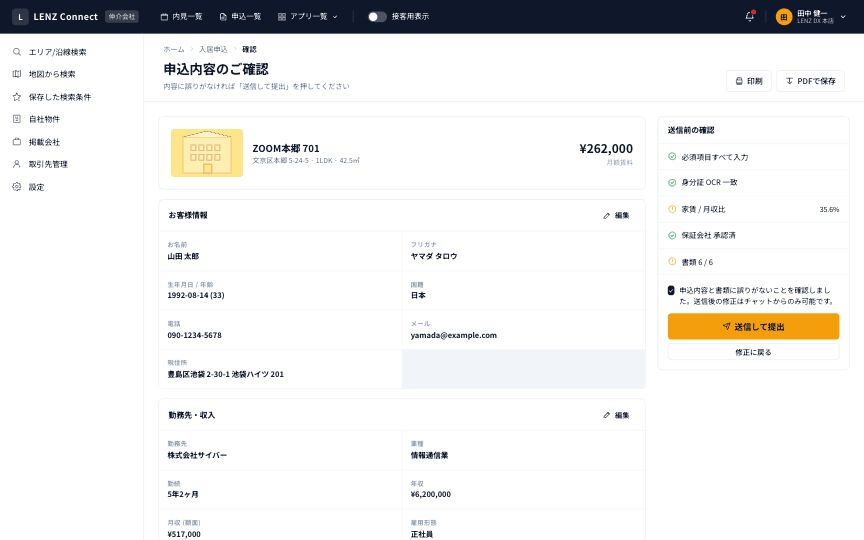 L LENZ Connect 仲介会社 内見一覧 申込一覧 アプリ一覧 接客用表示 田 田中 健一
LENZ DX 本店
エリア/沿線検索
地図から検索
保存した検索条件
自社物件
掲載会社
取引先管理
設定
ホーム 入居申込 確認
申込内容のご確認
内容に誤りがなければ「送信して提出」を押してください
印刷 PDFで保存
ZOOM本郷 701
文京区本郷 5-24-5 · 1LDK · 42.5㎡
¥262,000
月額賃料
お客様情報 編集
お名前 フリガナ
山田 太郎 ヤマダ タロウ
生年月日 / 年齢 国籍
1992-08-14 (33) 日本
電話 メール
090-1234-5678 yamada@example.com
現住所
豊島区池袋 2-30-1 池袋ハイツ 201
勤務先・収入 編集
勤務先 業種
株式会社サイバー 情報通信業
勤続 年収
5年2ヶ月 ¥6,200,000
月収 (額面) 雇用形態
¥517,000 正社員
送信前の確認
必須項目すべて入力
身分証 OCR 一致
家賃 / 月収比 35.6%
保証会社 承認済
書類 6 / 6
申込内容と書類に誤りがないことを確認しまし
た。送信後の修正はチャットからのみ可能です。
送信して提出
修正に戻る